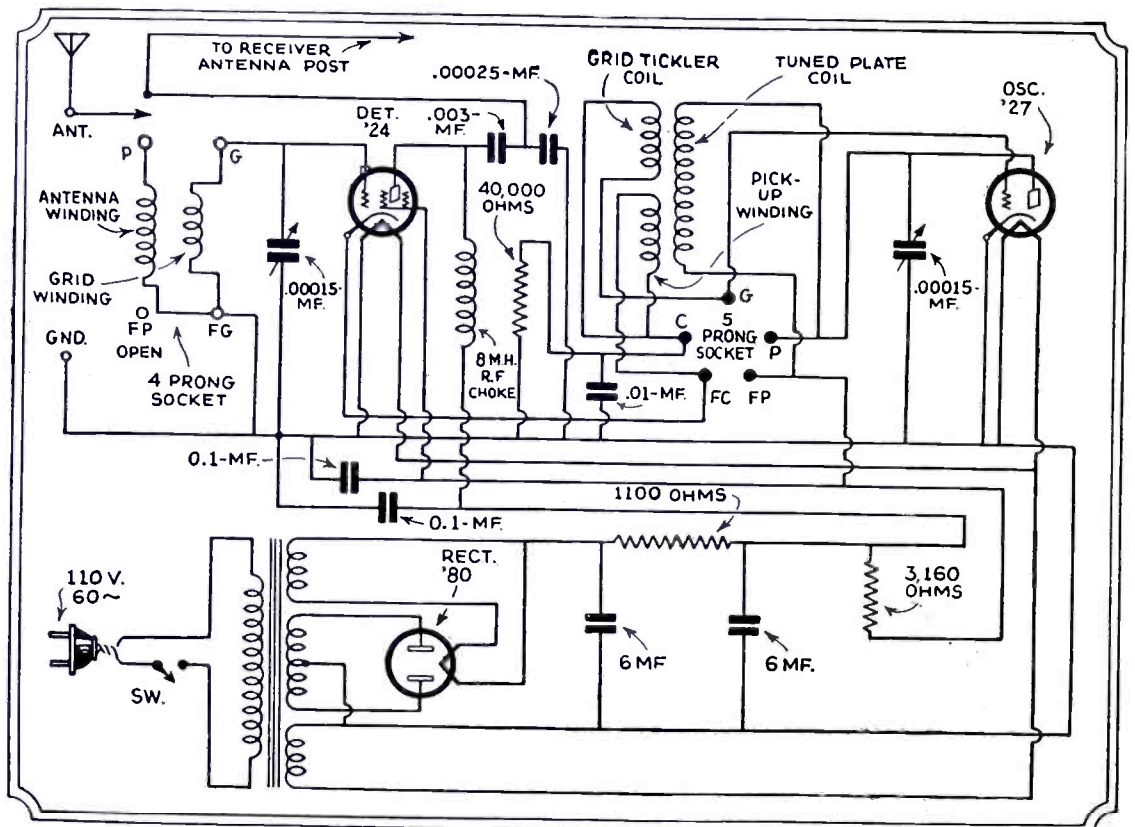 TO RECEIVER
ANTENNA POST
ANT.
.00025-MF.
GRID TICKLER
COIL
TUNED PLATE
COIL
OSC.
'27
DET.
'24
.003-
MF.
P
G
ANTENNA
WINDING
GRID
WINDING
.00015-
MF.
40,000
OHMS
PICK-
UP
WINDING
.00015-
MF.
FP
OPEN
FG
GND.
4 PRONG
SOCKET
8 M.H.
R.F
CHOKE
G
C
5
PRONG
SOCKET
P
FC
FP
.01-MF.
0.1-MF.
0.1-MF.
1100 OHMS
RECT.
'80
3,160
OHMS
110 V.
60~
SW.
6 MF
6 MF.